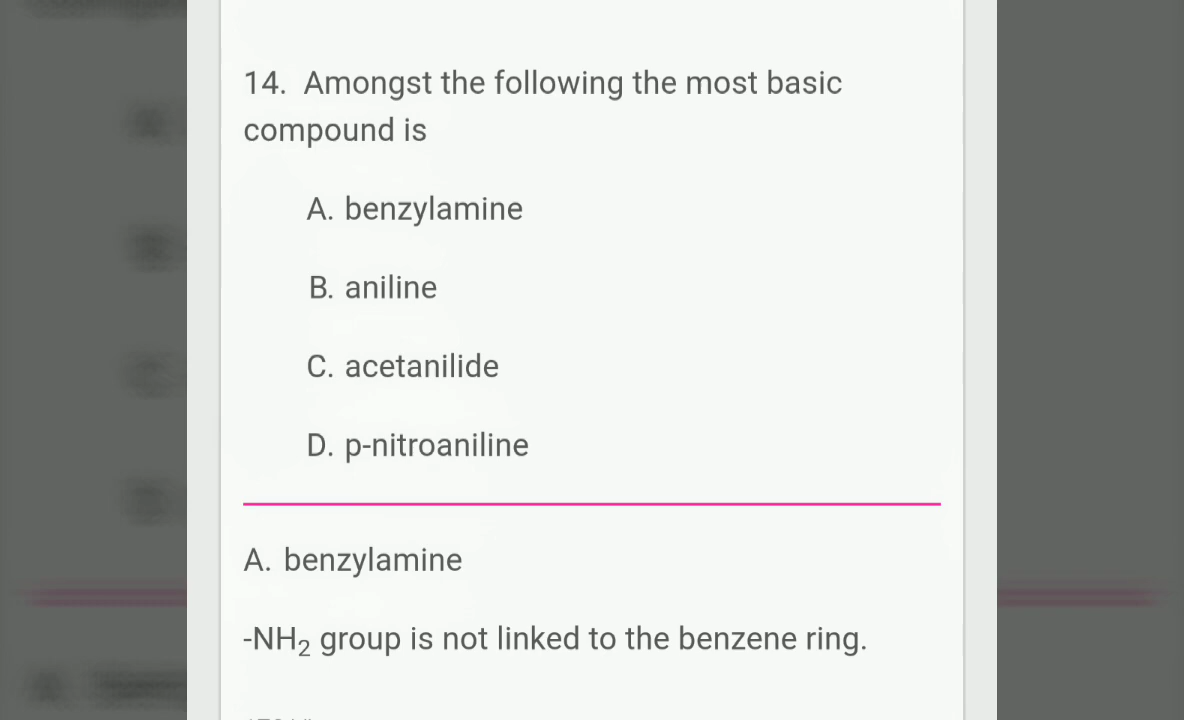 14. Amongst the following the most basic
compound is
A. benzylamine
B. aniline
C. acetanilide
D. p-nitroaniline
A. benzylamine
-NH₂ group is not linked to the benzene ring.